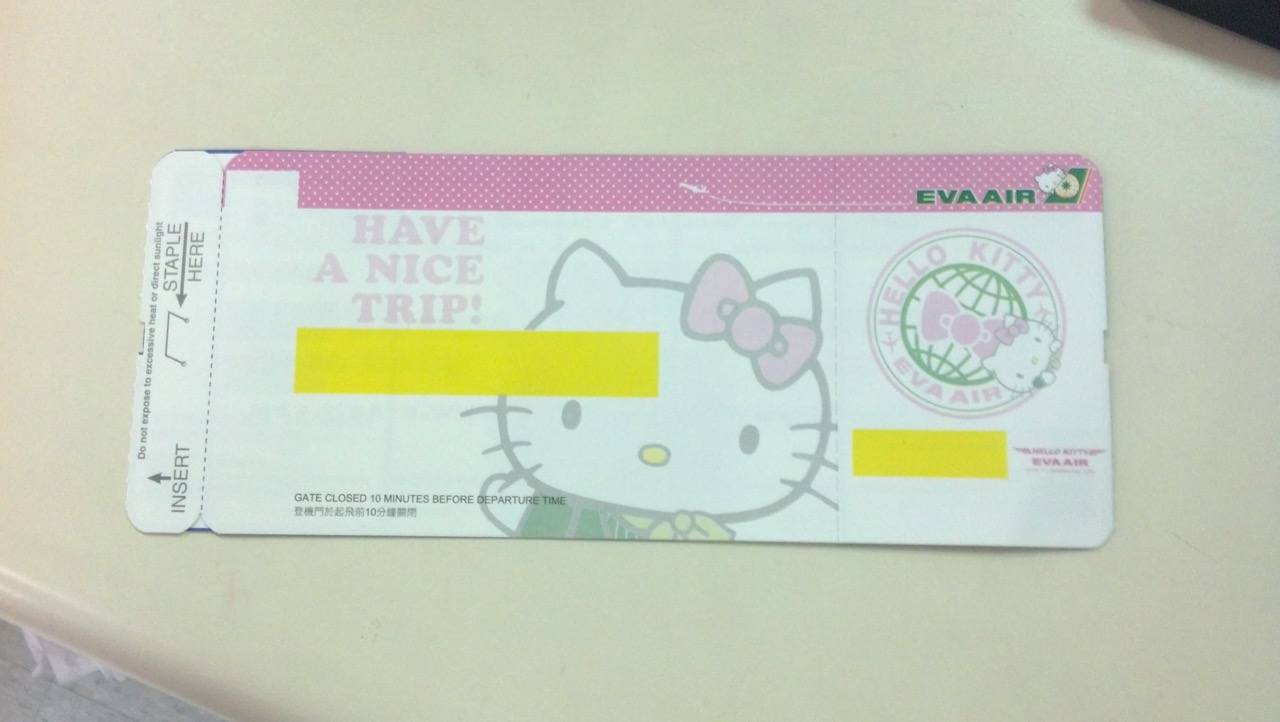 Do not expose to excessive heat or direct sunlight
STAPLE
HERE
INSERT
EVA AIR
HAVE
A NICE
TRIP!
HELLO KITTY
EVA AIR
HELLO KITTY
EVA AIR
GATE CLOSED 10 MINUTES BEFORE DEPARTURE TIME
登機門於起飛前10分鐘關閉